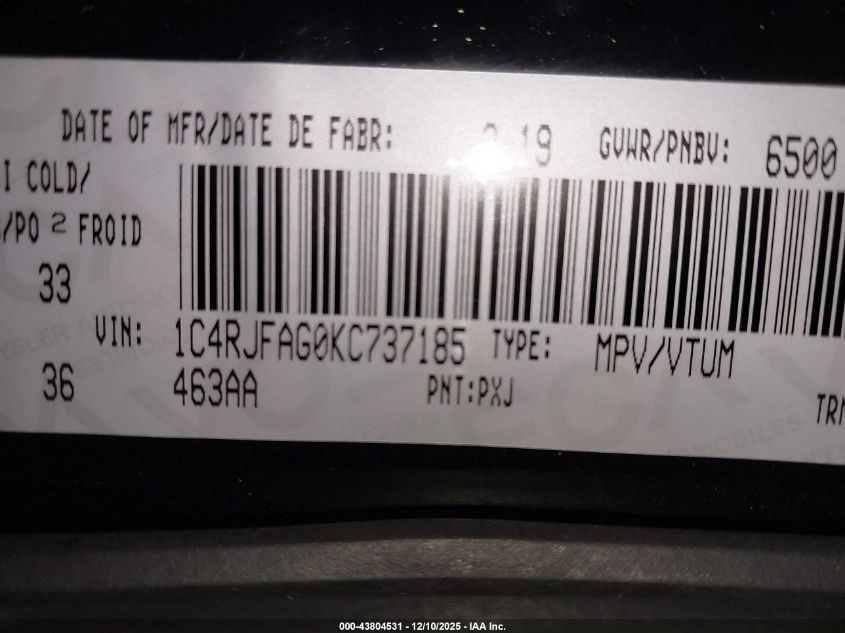 DATE OF MFR/DATE DE FABR: 19 GVWR/PNBV: 6500
I COLD/
/PO 2 FROID
33
VIN: 1C4RJFAG0KC737185 TYPE: MPV/VTUM
36 463AA PNT:PXJ
000-43804531 - 12/10/2025 - IAA Inc.